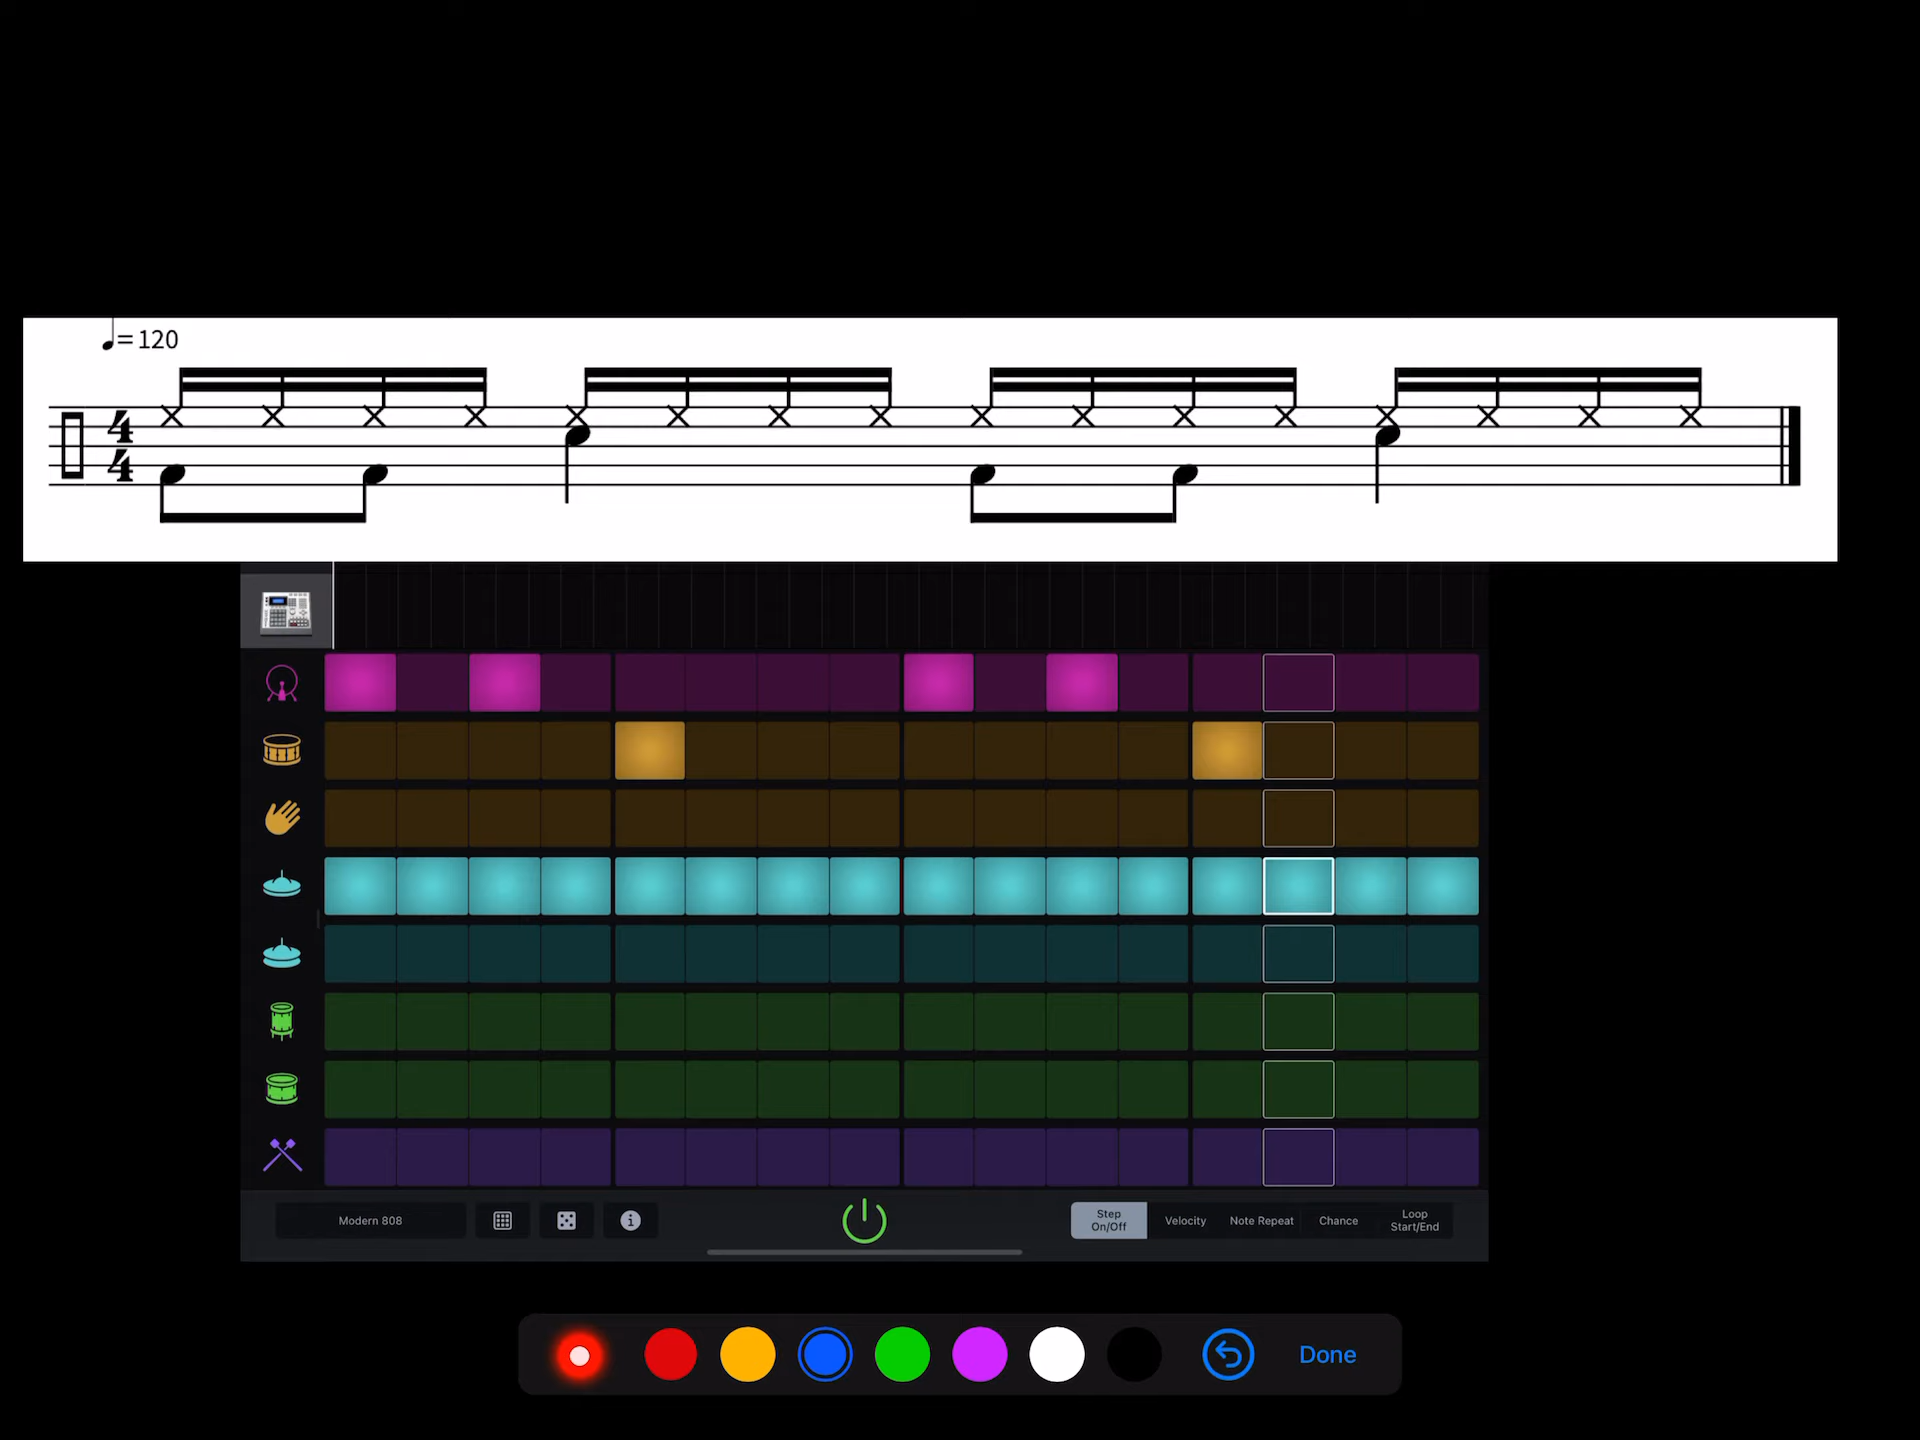 = 120
4
4
Modern 808
Step
On/Off
Velocity
Note Repeat
Chance
Loop
Start/End
Done